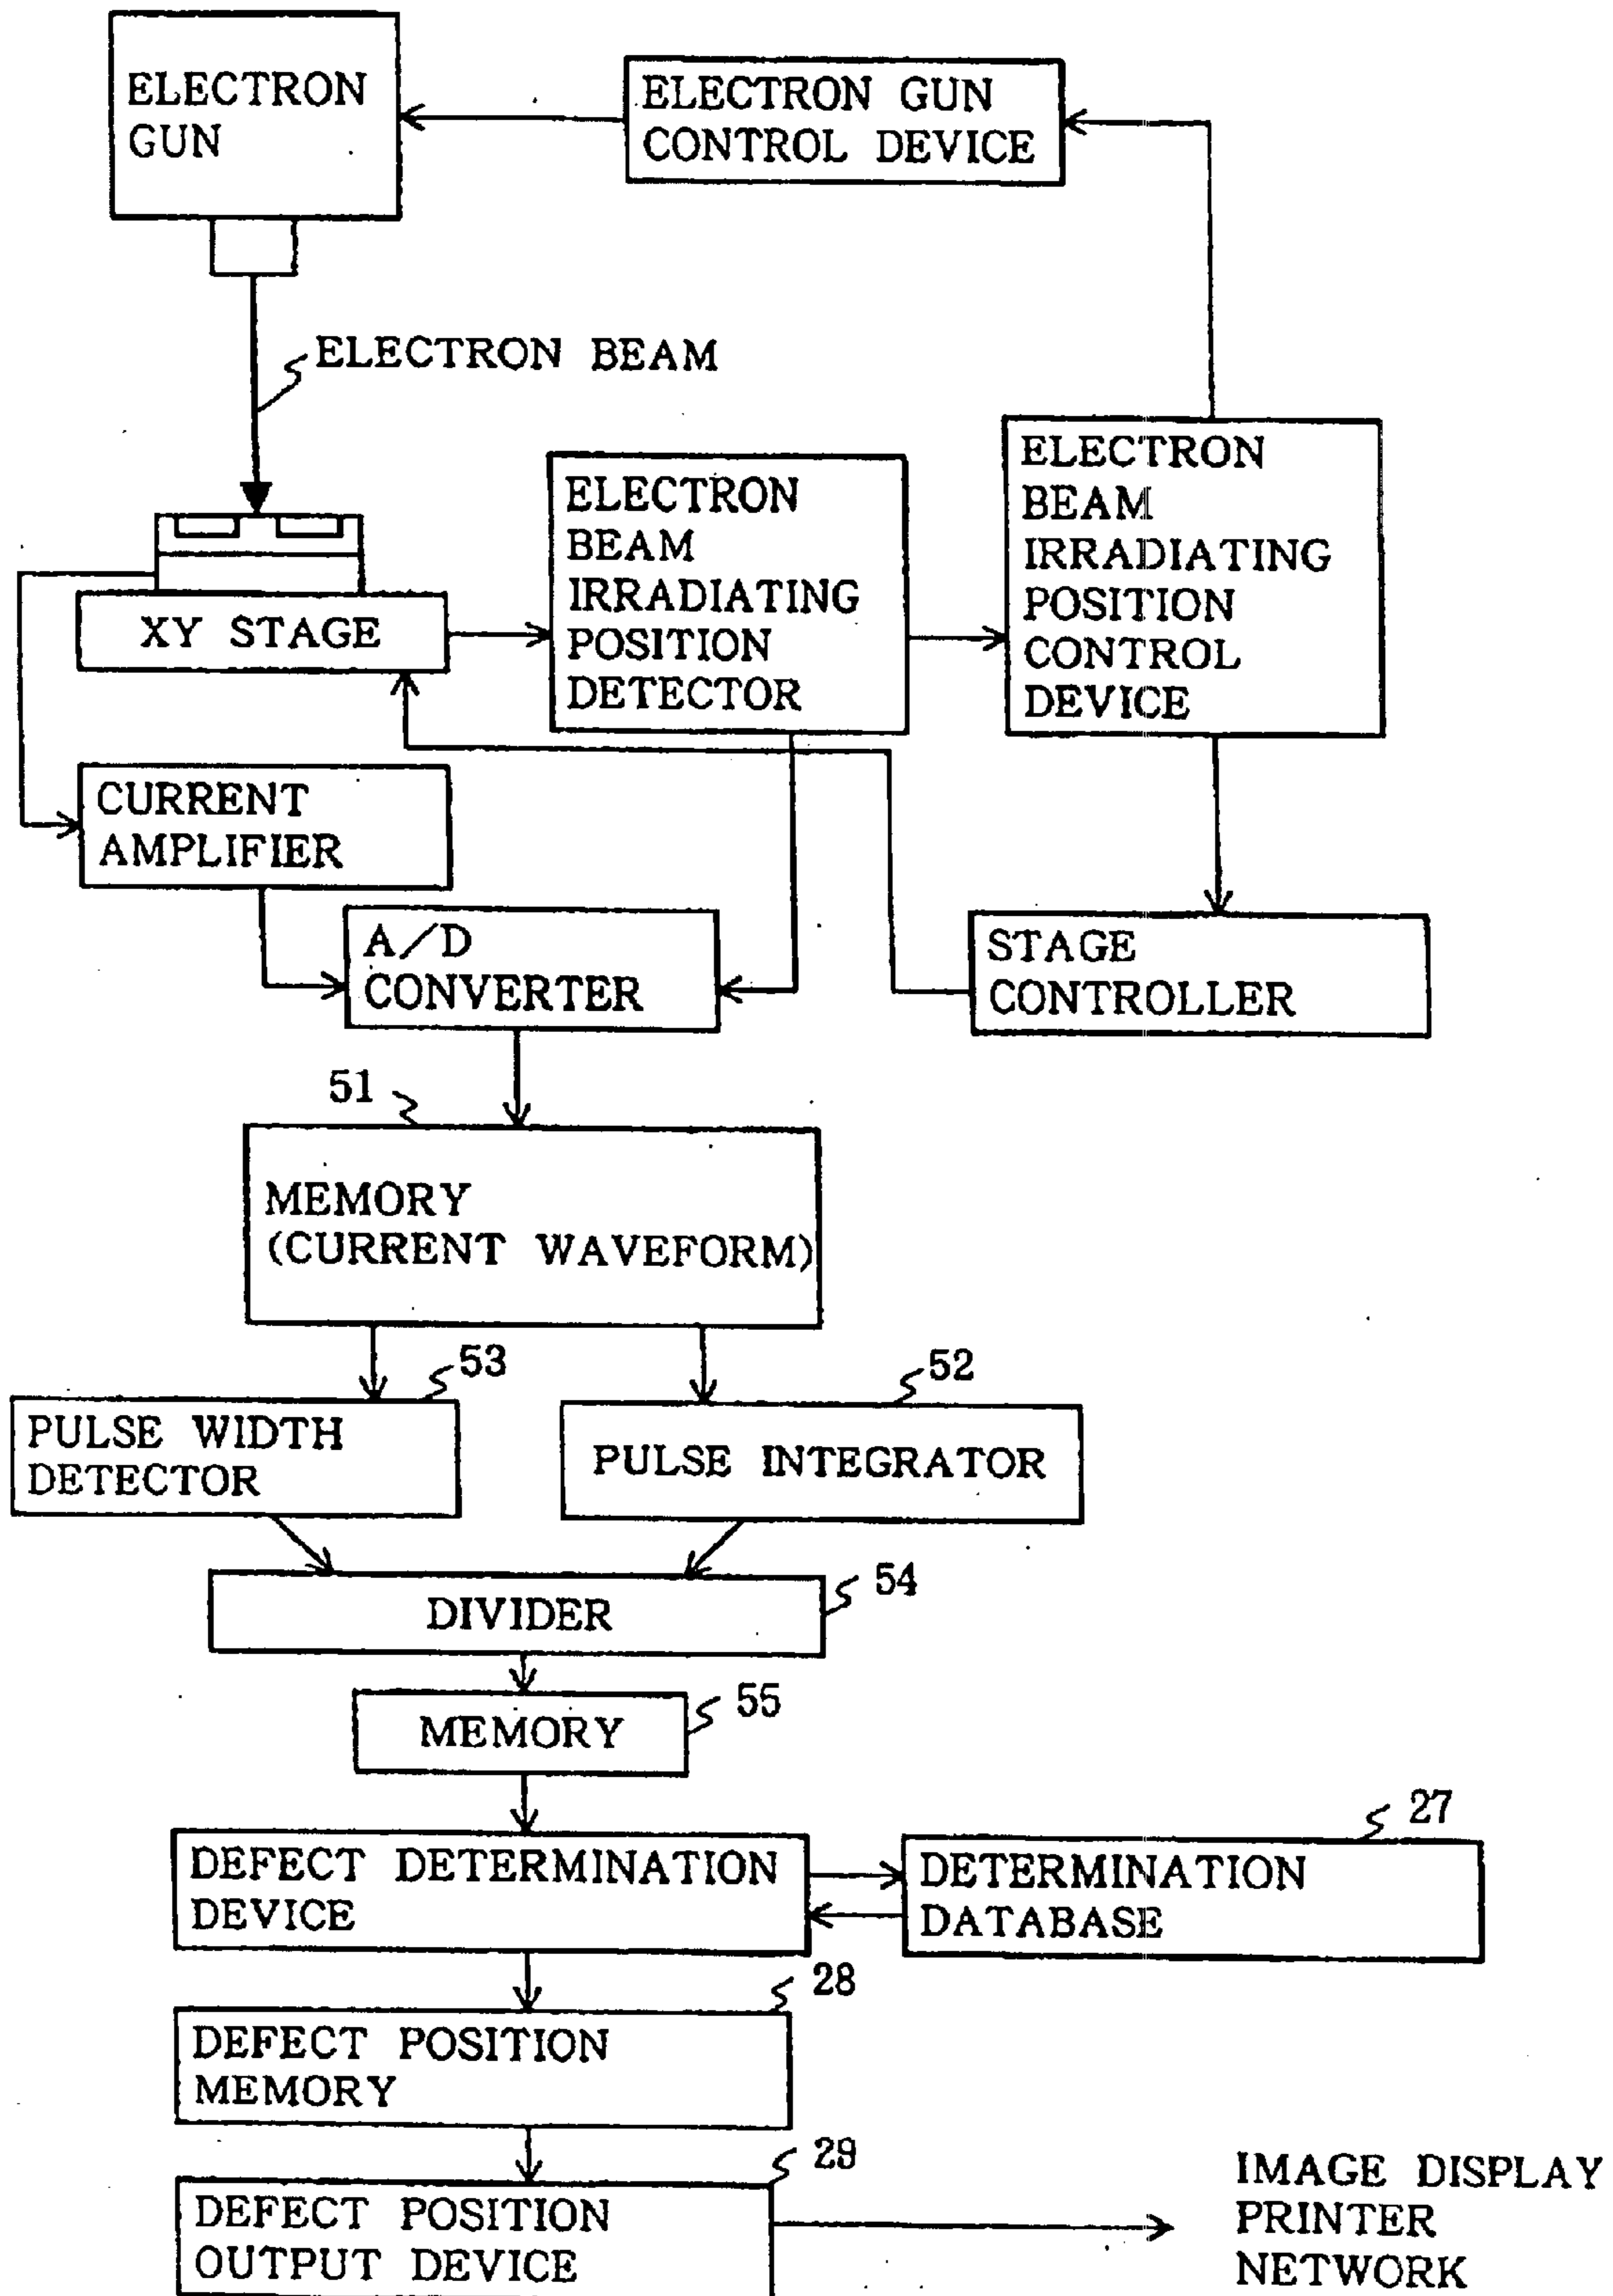 ELECTRON
GUN
ELECTRON GUN
CONTROL DEVICE
ELECTRON BEAM
ELECTRON
BEAM
IRRADIATING
POSITION
DETECTOR
ELECTRON
BEAM
IRRADIATING
POSITION
CONTROL
DEVICE
XY STAGE
CURRENT
AMPLIFIER
A/D
CONVERTER
STAGE
CONTROLLER
51
MEMORY
(CURRENT WAVEFORM)
53
PULSE WIDTH
DETECTOR
52
PULSE INTEGRATOR
54
DIVIDER
55
MEMORY
DEFECT DETERMINATION
DEVICE
27
DETERMINATION
DATABASE
28
DEFECT POSITION
MEMORY
29
DEFECT POSITION
OUTPUT DEVICE
IMAGE DISPLAY
PRINTER
NETWORK